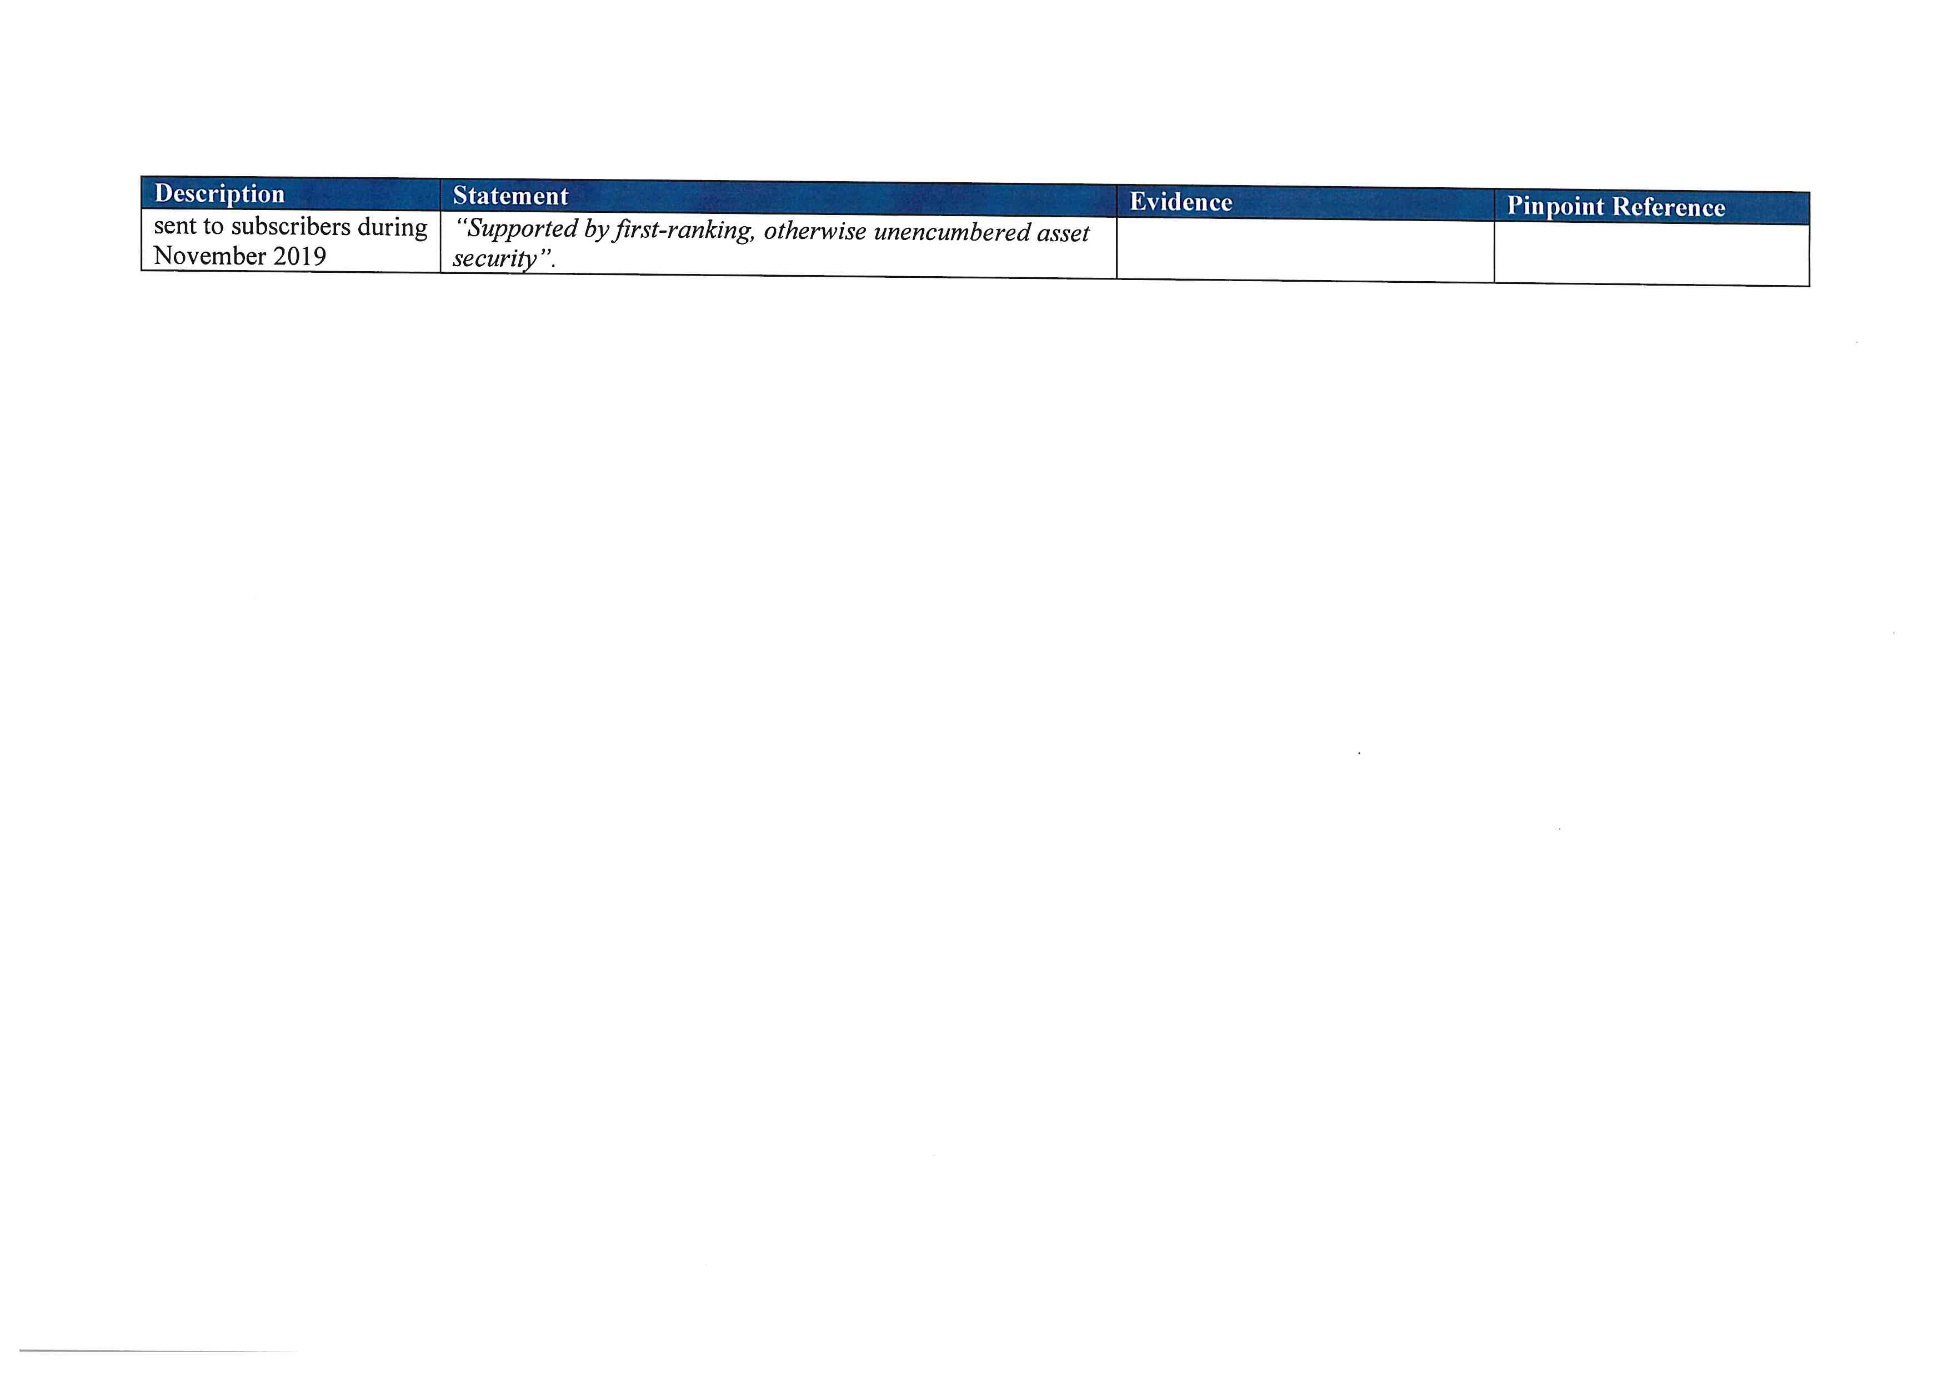 Description Statement Evidence Pinpoint Reference
sent to subscribers during “Supported by first-ranking, otherwise unencumbered asset
November 2019 security”.